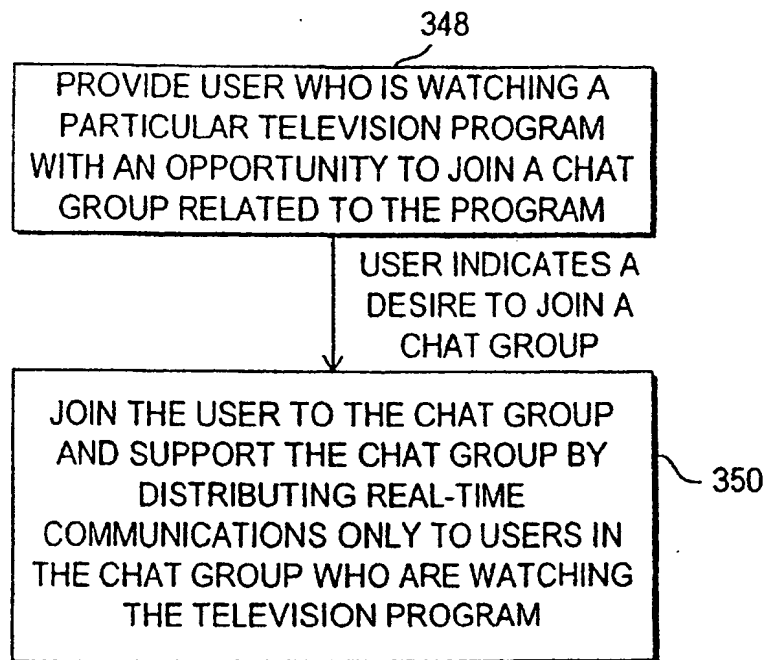 348
PROVIDE USER WHO IS WATCHING A
PARTICULAR TELEVISION PROGRAM
WITH AN OPPORTUNITY TO JOIN A CHAT
GROUP RELATED TO THE PROGRAM
USER INDICATES A
DESIRE TO JOIN A
CHAT GROUP
JOIN THE USER TO THE CHAT GROUP
AND SUPPORT THE CHAT GROUP BY
DISTRIBUTING REAL-TIME
COMMUNICATIONS ONLY TO USERS IN
THE CHAT GROUP WHO ARE WATCHING
THE TELEVISION PROGRAM
350